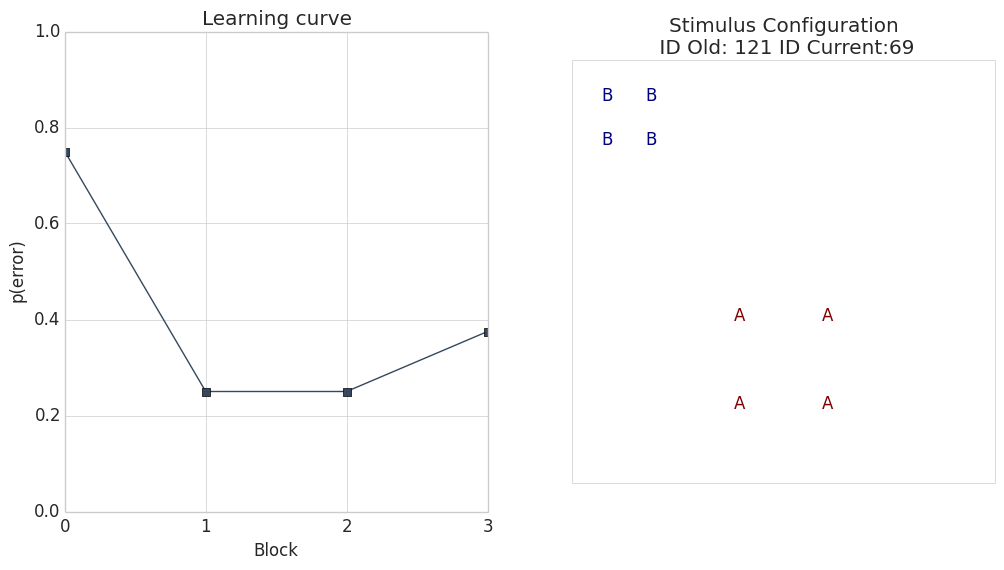 Learning curve
1.0
0.8
0.6
0.4
0.2
0.0
0 1 2 3
p(error)
Block
Stimulus Configuration
ID Old: 121 ID Current:69
B B
B B
A A
A A